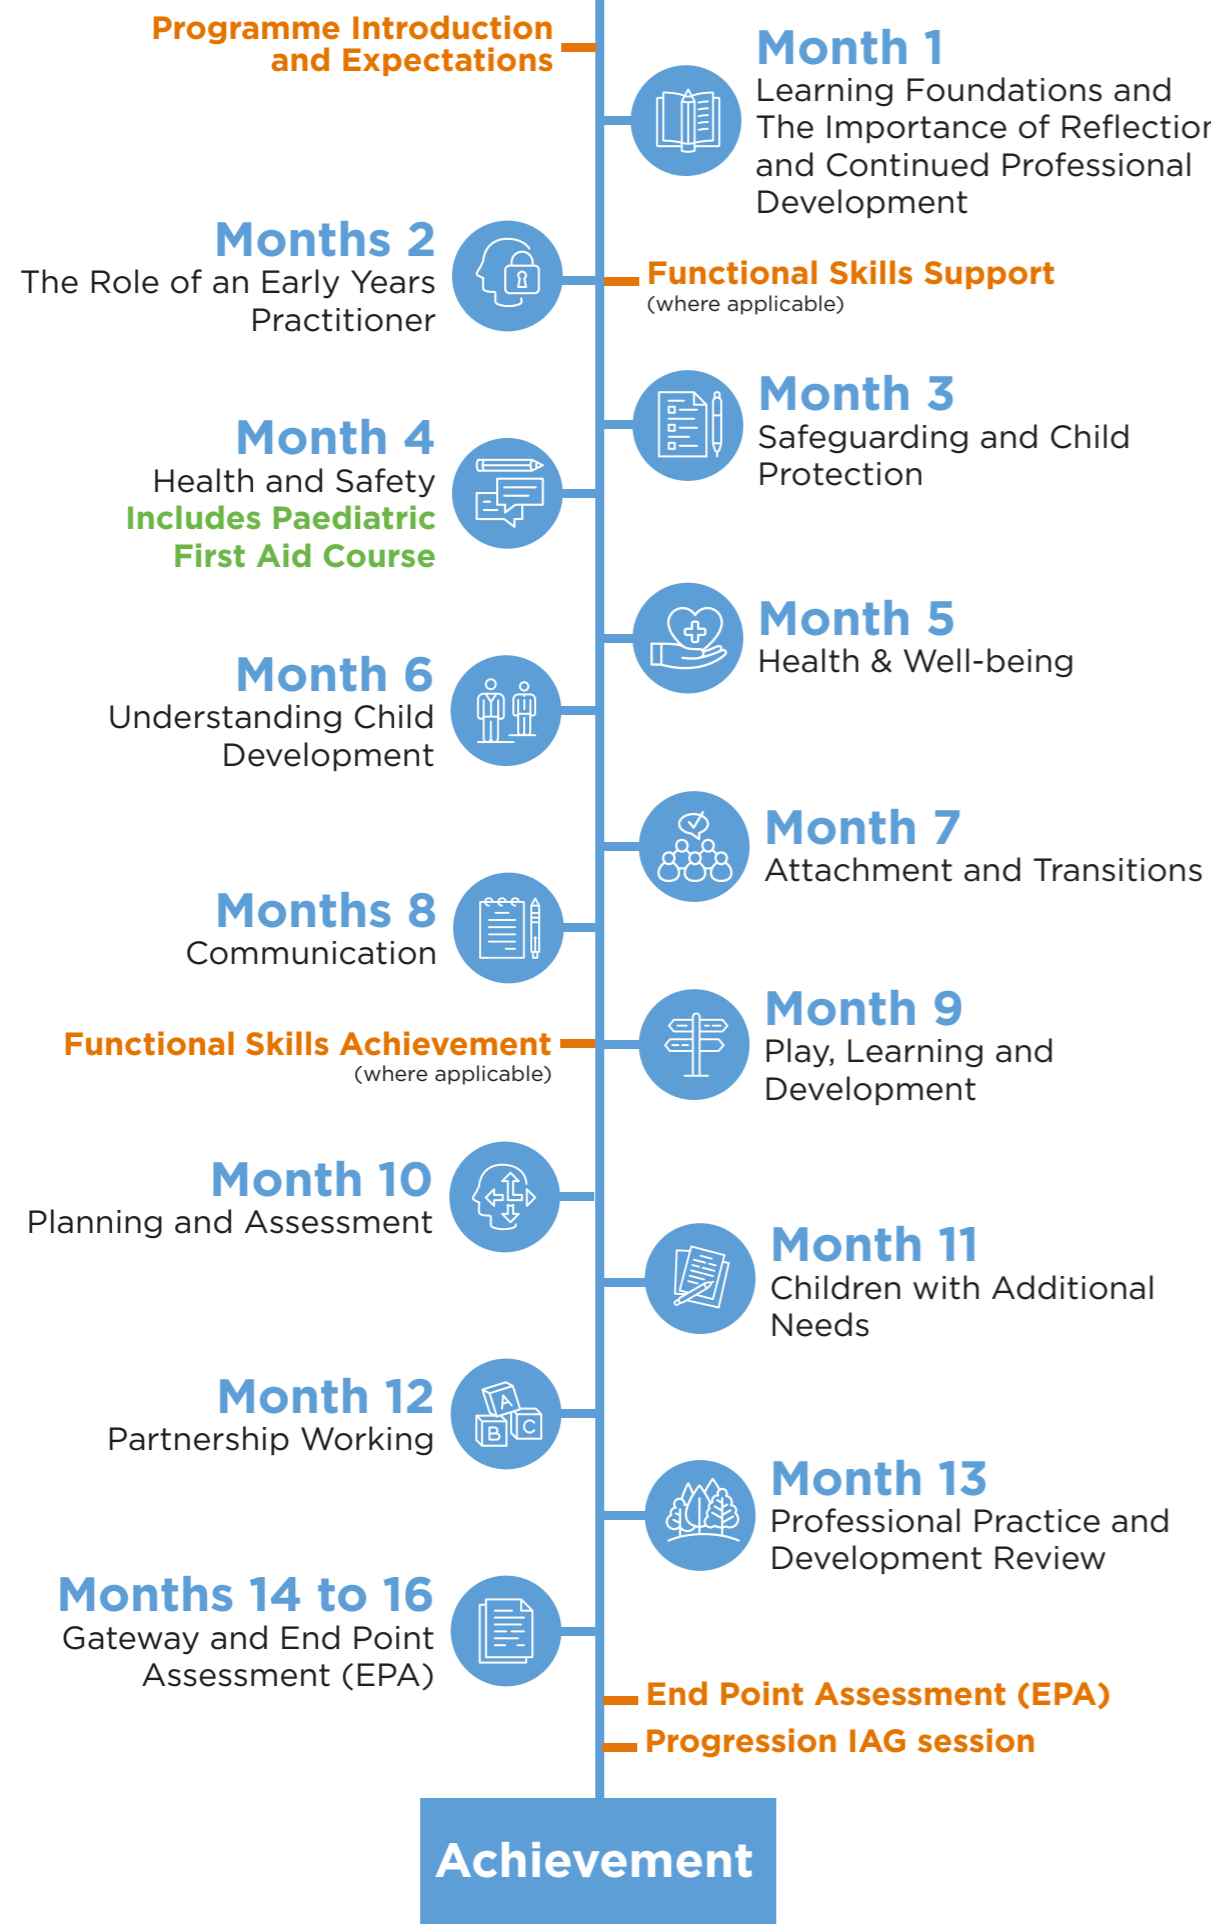 Programme Introduction
and Expectations
Month 1
Learning Foundations and
The Importance of Reflection
and Continued Professional
Development
Months 2
The Role of an Early Years
Practitioner
Functional Skills Support
(where applicable)
Month 3
Safeguarding and Child
Protection
Month 4
Health and Safety
Includes Paediatric
First Aid Course
Month 5
Health & Well-being
Month 6
Understanding Child
Development
Month 7
Attachment and Transitions
Months 8
Communication
Month 9
Play, Learning and
Development
Functional Skills Achievement
(where applicable)
Month 10
Planning and Assessment
Month 11
Children with Additional
Needs
Month 12
Partnership Working
A
B
C
Month 13
Professional Practice and
Development Review
Months 14 to 16
Gateway and End Point
Assessment (EPA)
End Point Assessment (EPA)
Progression IAG session
Achievement